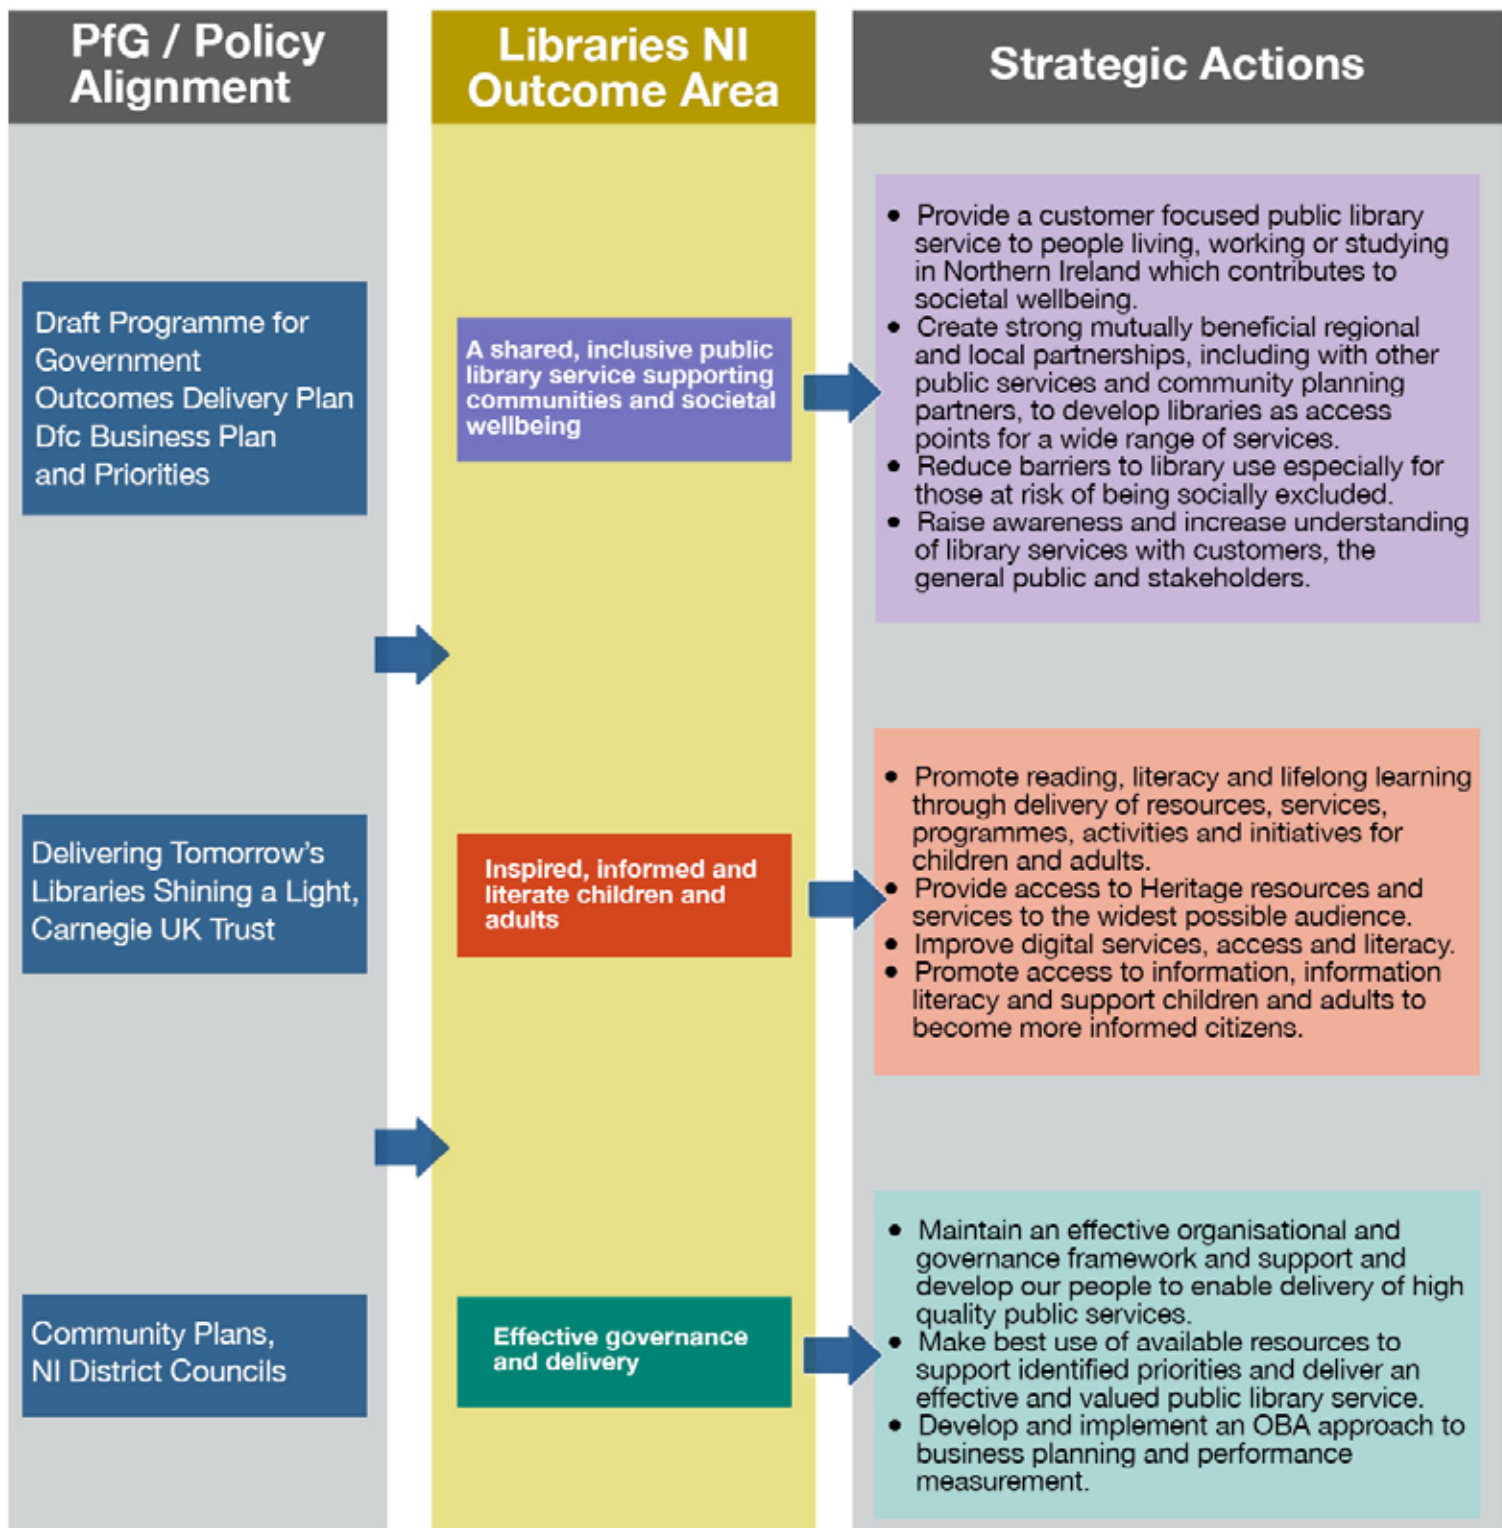 PfG / Policy
Alignment
Draft Programme for
Government
Outcomes Delivery Plan
Dfc Business Plan
and Priorities
Delivering Tomorrow's
Libraries Shining a Light,
Carnegie UK Trust
Community Plans,
NI District Councils
Libraries NI
Outcome Area
A shared, inclusive public
library service supporting
communities and societal
wellbeing
Inspired, informed and
literate children and
adults
Effective governance
and delivery
Strategic Actions
• Provide a customer focused public library
service to people living, working or studying
in Northern Ireland which contributes to
societal wellbeing.
• Create strong mutually beneficial regional
and local partnerships, including with other
public services and community planning
partners, to develop libraries as access
points for a wide range of services.
• Reduce barriers to library use especially for
those at risk of being socially excluded.
• Raise awareness and increase understanding
of library services with customers, the
general public and stakeholders.
• Promote reading, literacy and lifelong learning
through delivery of resources, services,
programmes, activities and initiatives for
children and adults.
• Provide access to Heritage resources and
services to the widest possible audience.
• Improve digital services, access and literacy.
• Promote access to information, information
literacy and support children and adults to
become more informed citizens.
• Maintain an effective organisational and
governance framework and support and
develop our people to enable delivery of high
quality public services.
• Make best use of available resources to
support identified priorities and deliver an
effective and valued public library service.
• Develop and implement an OBA approach to
business planning and performance
measurement.